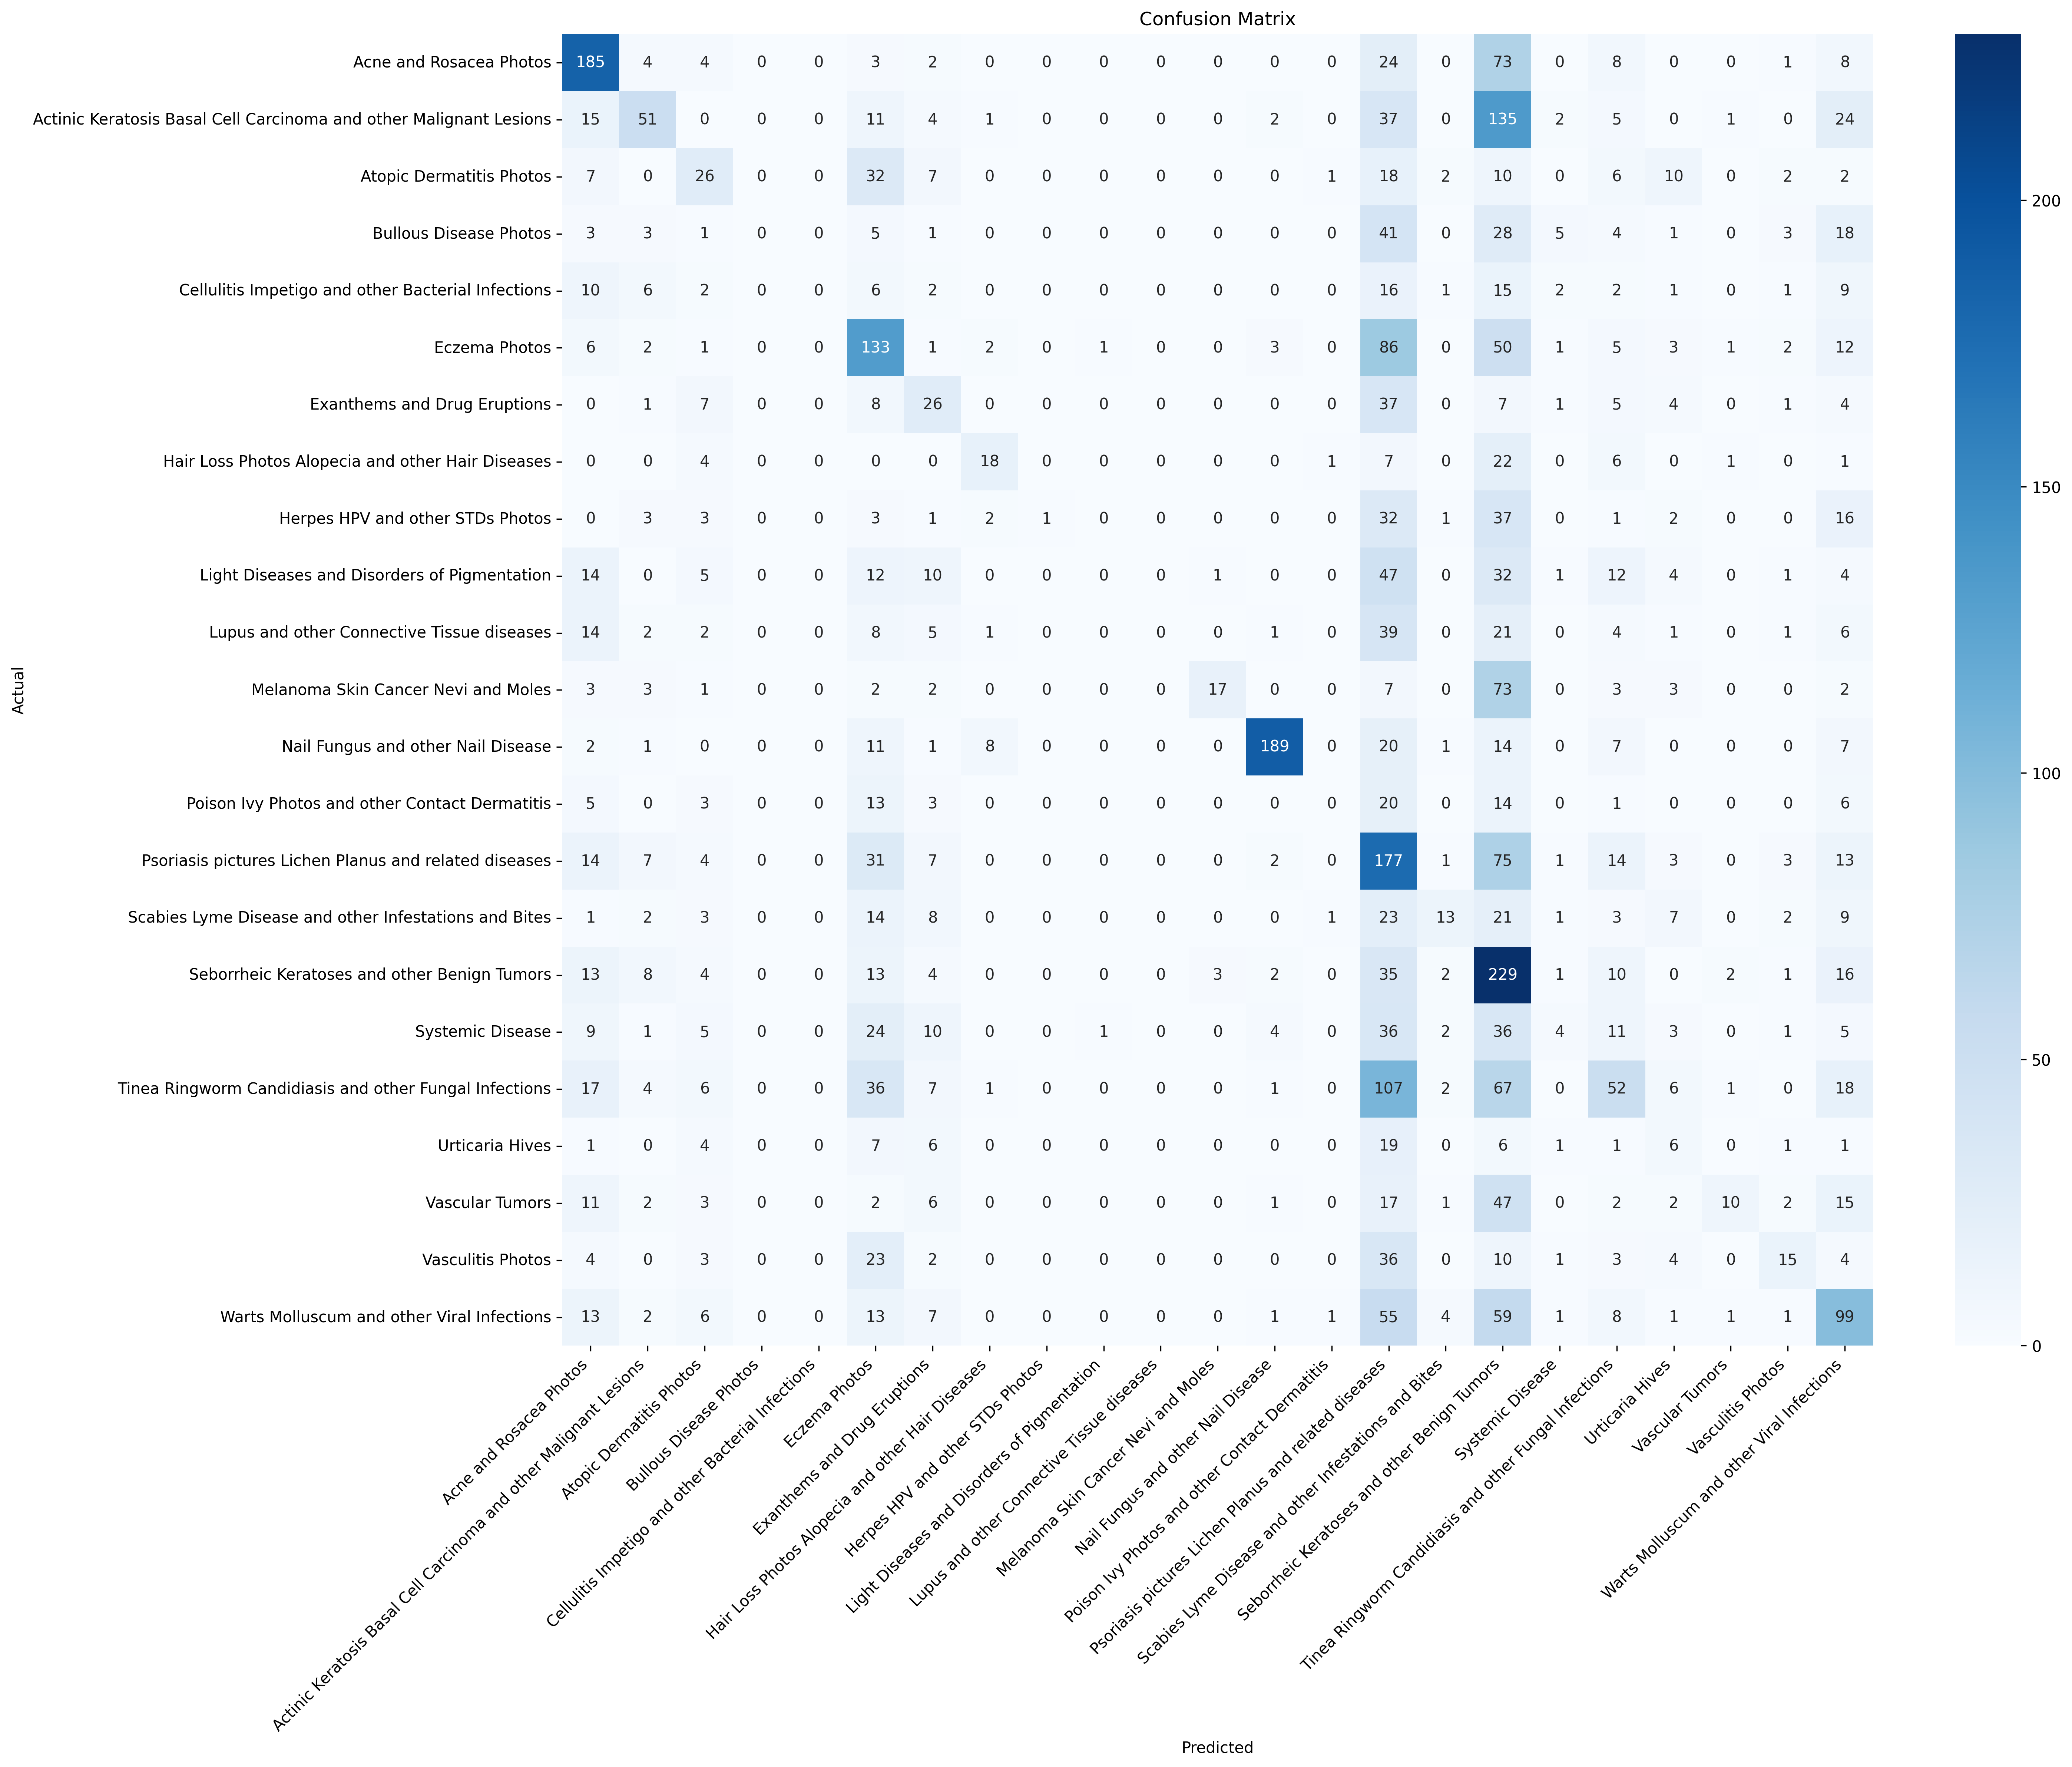 Confusion Matrix
Acne and Rosacea Photos 185 4 4 0 0 3 2 0 0 0 0 0 0 0 24 0 73 0 8 0 0 1 8
Actinic Keratosis Basal Cell Carcinoma and other Malignant Lesions 15 51 0 0 0 11 4 1 0 0 0 0 2 0 37 0 135 2 5 0 1 0 24
200
Atopic Dermatitis Photos 7 0 26 0 0 32 7 0 0 0 0 0 0 1 18 2 10 0 6 10 0 2 2
Bullous Disease Photos 3 3 1 0 0 5 1 0 0 0 0 0 0 0 41 0 28 5 4 1 0 3 18
Cellulitis Impetigo and other Bacterial Infections 10 6 2 0 0 6 2 0 0 0 0 0 0 0 16 1 15 2 2 1 0 1 9
Eczema Photos 6 2 1 0 0 133 1 2 0 1 0 0 3 0 86 0 50 1 5 3 1 2 12
Exanthems and Drug Eruptions 0 1 7 0 0 8 26 0 0 0 0 0 0 0 37 0 7 1 5 4 0 1 4
Hair Loss Photos Alopecia and other Hair Diseases 0 0 4 0 0 0 0 18 0 0 0 0 0 1 7 0 22 0 6 0 1 0 1
150
Herpes HPV and other STDs Photos 0 3 3 0 0 3 1 2 1 0 0 0 0 0 32 1 37 0 1 2 0 0 16
Light Diseases and Disorders of Pigmentation 14 0 5 0 0 12 10 0 0 0 0 1 0 0 47 0 32 1 12 4 0 1 4
Lupus and other Connective Tissue diseases 14 2 2 0 0 8 5 1 0 0 0 0 1 0 39 0 21 0 4 1 0 1 6
Actual
Melanoma Skin Cancer Nevi and Moles 3 3 1 0 0 2 2 0 0 0 0 17 0 0 7 0 73 0 3 3 0 0 2
Nail Fungus and other Nail Disease 2 1 0 0 0 11 1 8 0 0 0 0 189 0 20 1 14 0 7 0 0 0 7
100
Poison Ivy Photos and other Contact Dermatitis 5 0 3 0 0 13 3 0 0 0 0 0 0 0 20 0 14 0 1 0 0 0 6
Psoriasis pictures Lichen Planus and related diseases 14 7 4 0 0 31 7 0 0 0 0 0 2 0 177 1 75 1 14 3 0 3 13
Scabies Lyme Disease and other Infestations and Bites 1 2 3 0 0 14 8 0 0 0 0 0 0 1 23 13 21 1 3 7 0 2 9
Seborrheic Keratoses and other Benign Tumors 13 8 4 0 0 13 4 0 0 0 0 3 2 0 35 2 229 1 10 0 2 1 16
Systemic Disease 9 1 5 0 0 24 10 0 0 1 0 0 4 0 36 2 36 4 11 3 0 1 5
50
Tinea Ringworm Candidiasis and other Fungal Infections 17 4 6 0 0 36 7 1 0 0 0 0 1 0 107 2 67 0 52 6 1 0 18
Urticaria Hives 1 0 4 0 0 7 6 0 0 0 0 0 0 0 19 0 6 1 1 6 0 1 1
Vascular Tumors 11 2 3 0 0 2 6 0 0 0 0 0 1 0 17 1 47 0 2 2 10 2 15
Vasculitis Photos 4 0 3 0 0 23 2 0 0 0 0 0 0 0 36 0 10 1 3 4 0 15 4
Warts Molluscum and other Viral Infections 13 2 6 0 0 13 7 0 0 0 0 0 1 1 55 4 59 1 8 1 1 1 99
0
Acne and Rosacea Photos
Actinic Keratosis Basal Cell Carcinoma and other Malignant Lesions
Atopic Dermatitis Photos
Bullous Disease Photos
Cellulitis Impetigo and other Bacterial Infections
Eczema Photos
Exanthems and Drug Eruptions
Hair Loss Photos Alopecia and other Hair Diseases
Herpes HPV and other STDs Photos
Light Diseases and Disorders of Pigmentation
Lupus and other Connective Tissue diseases
Melanoma Skin Cancer Nevi and Moles
Nail Fungus and other Nail Disease
Poison Ivy Photos and other Contact Dermatitis
Psoriasis pictures Lichen Planus and related diseases
Scabies Lyme Disease and other Infestations and Bites
Seborrheic Keratoses and other Benign Tumors
Systemic Disease
Tinea Ringworm Candidiasis and other Fungal Infections
Urticaria Hives
Vascular Tumors
Vasculitis Photos
Warts Molluscum and other Viral Infections
Predicted